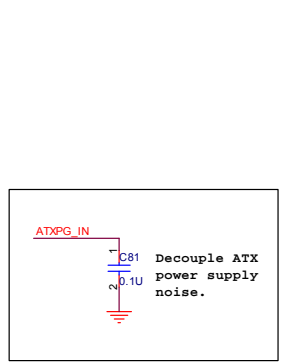 ATXPG_IN
1
C81
0.1U
2
Decouple ATX
power supply
noise.